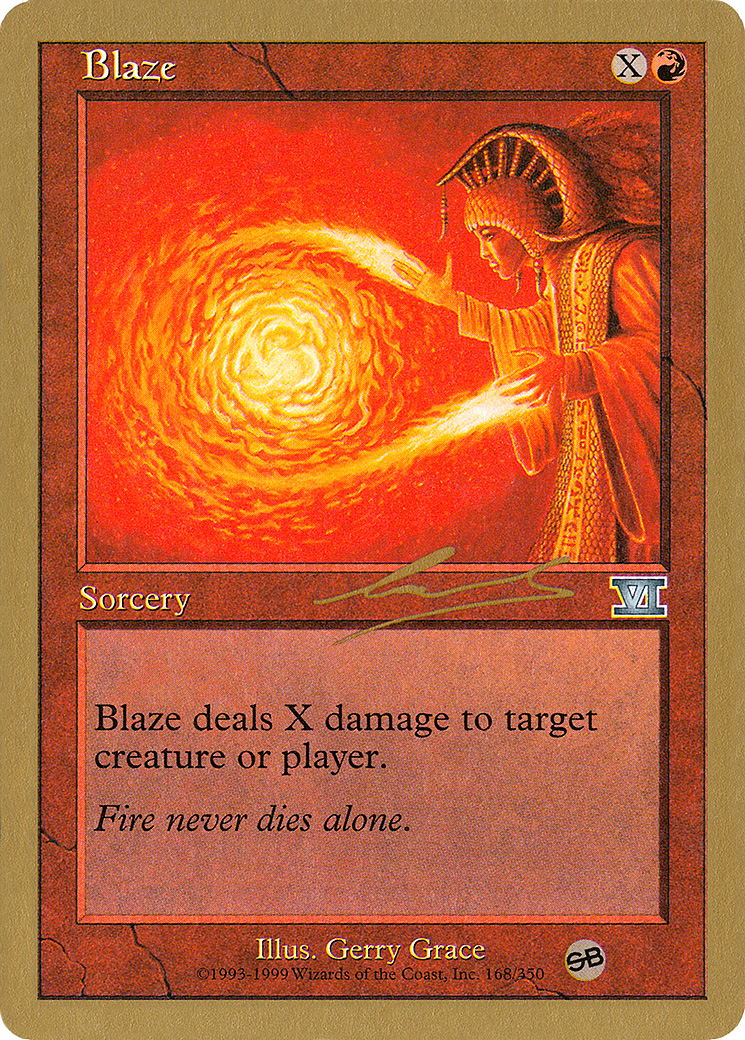 Blaze
X
Sorcery
VI
Blaze deals X damage to target
creature or player.
Fire never dies alone.
Illus. Gerry Grace
©1993-1999 Wizards of the Coast, Inc. 168/350
SB